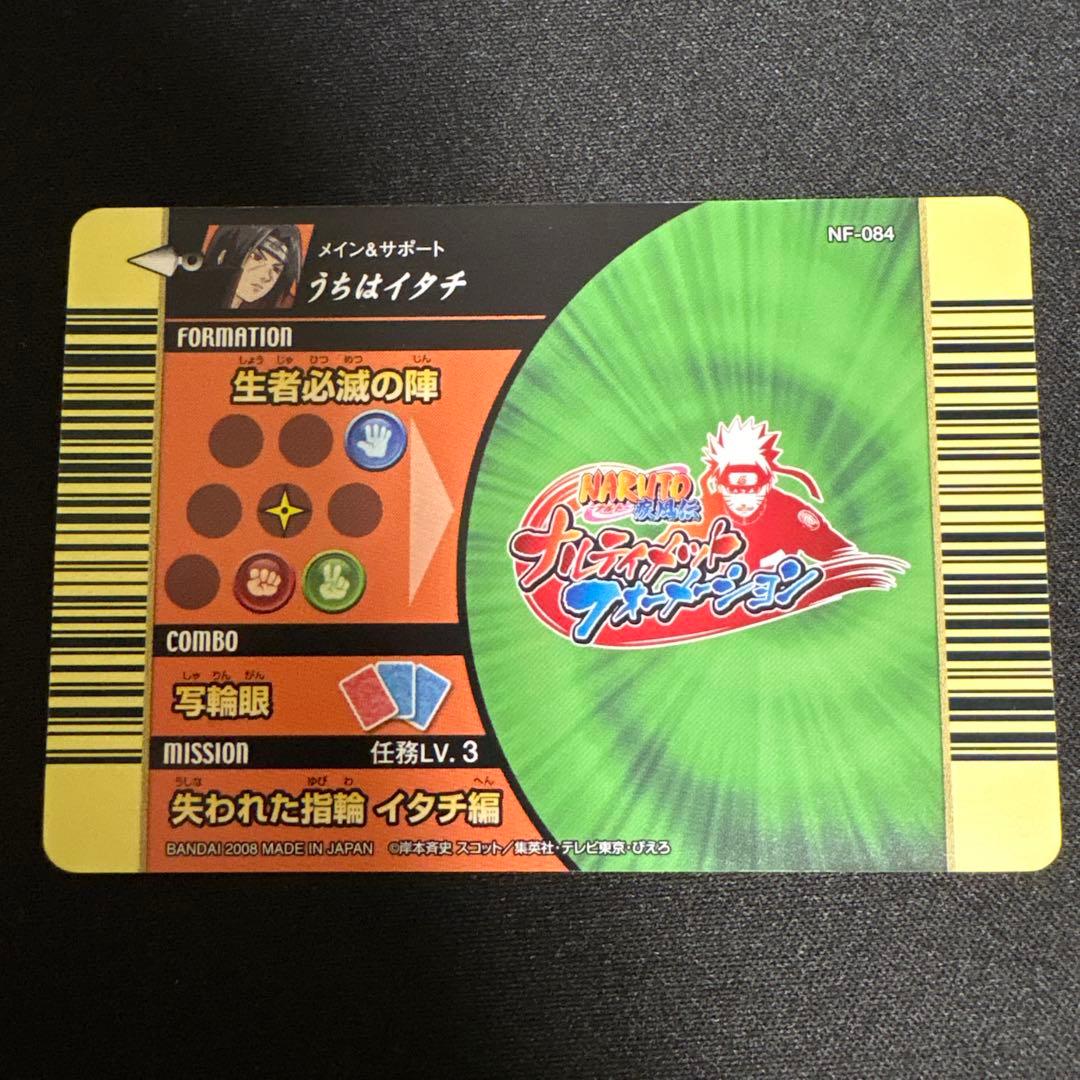 NF-084
メイン&サポート
うちはイタチ
FORMATION
しょう じゃ ひつ めつ じん
生者必滅の陣
NARUTO
疾風伝
ナルティメット
フォーメーション
COMBO
しゃ りん がん
写輪眼
MISSION 任務LV. 3
うしな ゆび わ へん
失われた指輪 イタチ編
BANDAI 2008 MADE IN JAPAN ©岸本斉史 スコット/集英社・テレビ東京・ぴえろ